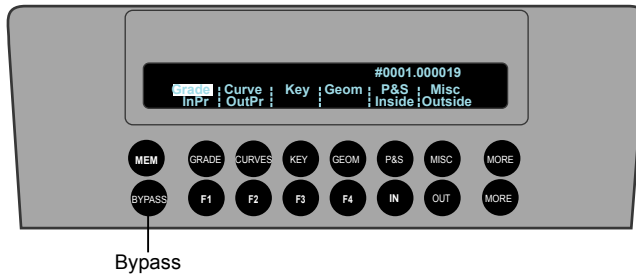 #0001.000019
Grade Curve Key Geom P&S Misc
InPr OutPr Inside Outside
MEM GRADE CURVES KEY GEOM P&S MISC MORE
BYPASS F1 F2 F3 F4 IN OUT MORE
Bypass